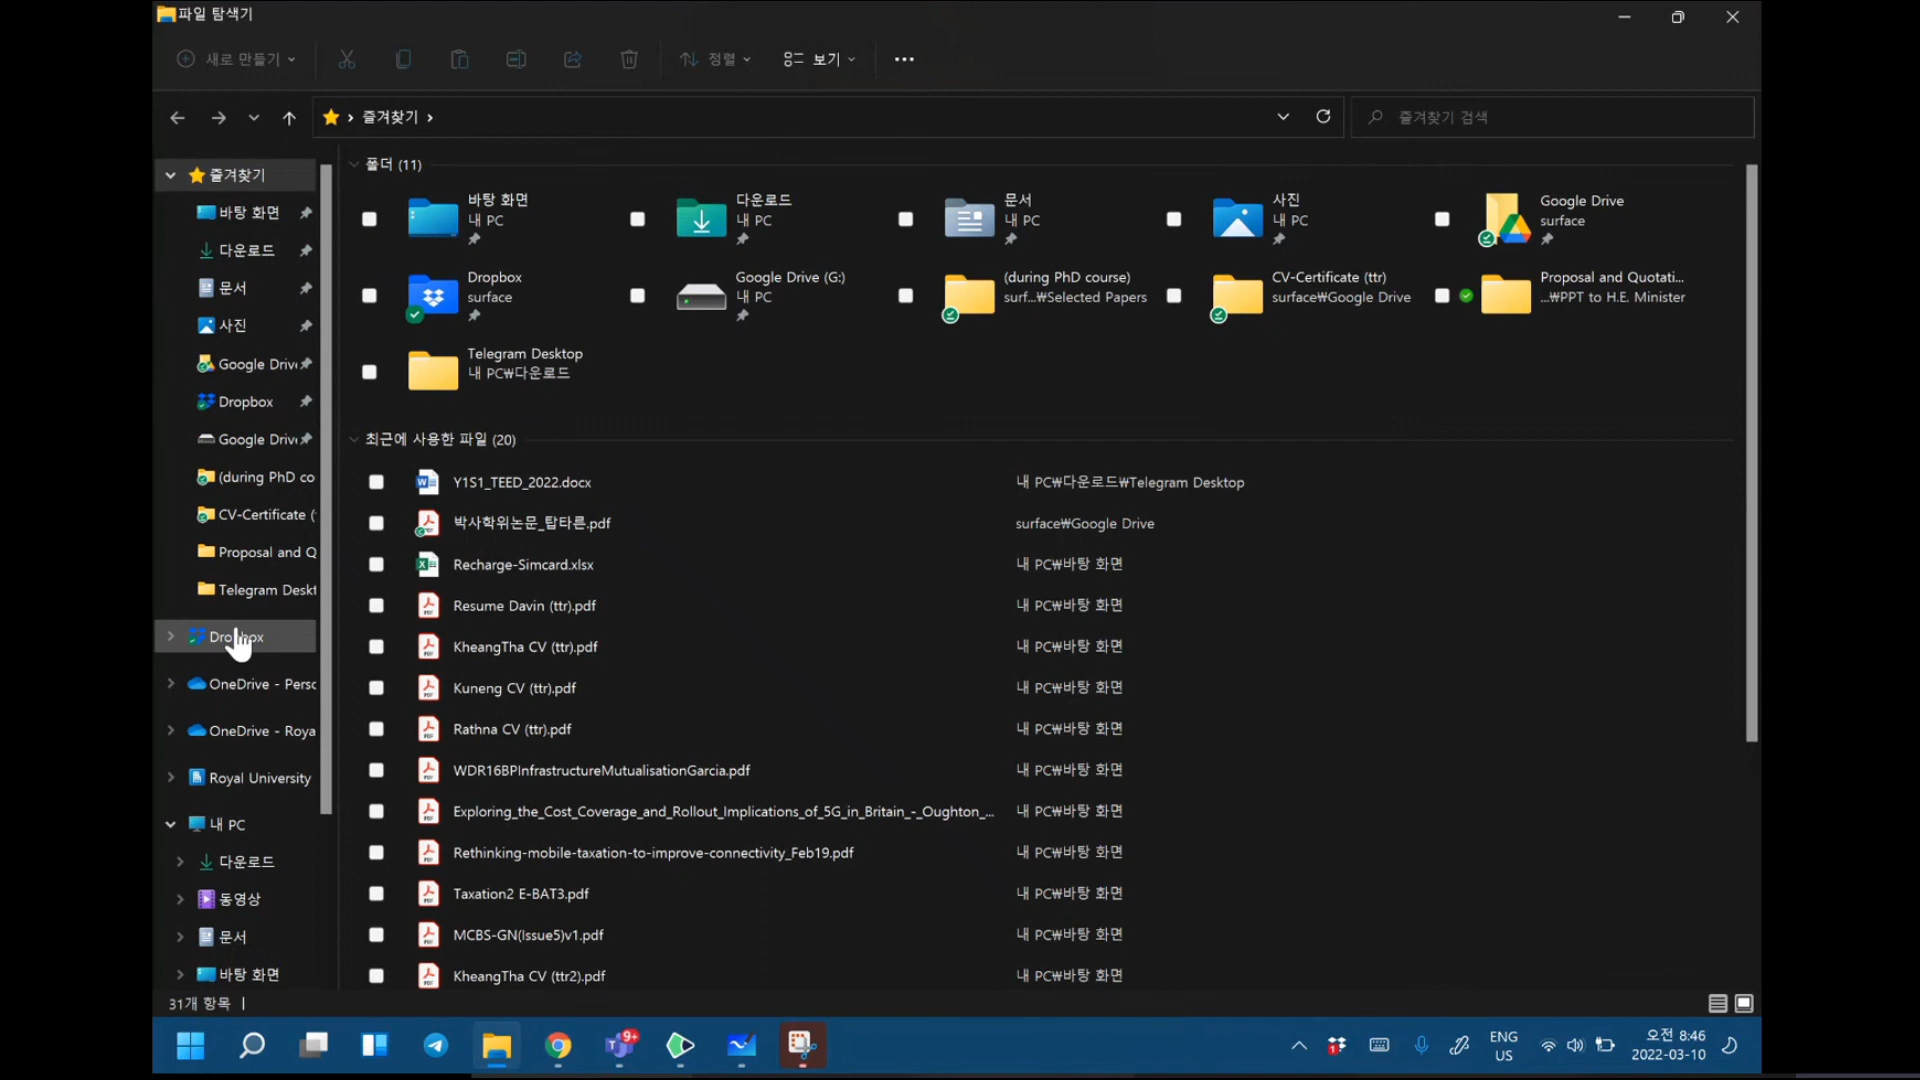 파일 탐색기
새로 만들기
정렬
보기
즐겨찾기
즐겨찾기 검색
즐겨찾기
바탕 화면
다운로드
문서
사진
Google Driv
Dropbox
Google Driv
(during PhD co
CV-Certificate (
Proposal and Q
Telegram Deskt
Dropbox
OneDrive - Perso
OneDrive - Roya
Royal University
내 PC
다운로드
동영상
문서
바탕 화면
폴더 (11)
바탕 화면
내 PC
다운로드
내 PC
문서
내 PC
사진
내 PC
Google Drive
surface
Dropbox
surface
Google Drive (G:)
내 PC
(during PhD course)
surf...₩Selected Papers
CV-Certificate (ttr)
surface₩Google Drive
Proposal and Quotati...
...₩PPT to H.E. Minister
Telegram Desktop
내 PC₩다운로드
최근에 사용한 파일 (20)
Y1S1_TEED_2022.docx 내 PC₩다운로드₩Telegram Desktop
박사학위논문_탑타른.pdf surface₩Google Drive
Recharge-Simcard.xlsx 내 PC₩바탕 화면
Resume Davin (ttr).pdf 내 PC₩바탕 화면
KheangTha CV (ttr).pdf 내 PC₩바탕 화면
Kuneng CV (ttr).pdf 내 PC₩바탕 화면
Rathna CV (ttr).pdf 내 PC₩바탕 화면
WDR16BPInfrastructureMutualisationGarcia.pdf 내 PC₩바탕 화면
Exploring_the_Cost_Coverage_and_Rollout_Implications_of_5G_in_Britain_-_Oughton_... 내 PC₩바탕 화면
Rethinking-mobile-taxation-to-improve-connectivity_Feb19.pdf 내 PC₩바탕 화면
Taxation2 E-BAT3.pdf 내 PC₩바탕 화면
MCBS-GN(Issue5)v1.pdf 내 PC₩바탕 화면
KheangTha CV (ttr2).pdf 내 PC₩바탕 화면
31개 항목
9+
1
ENG
US
오전 8:46
2022-03-10